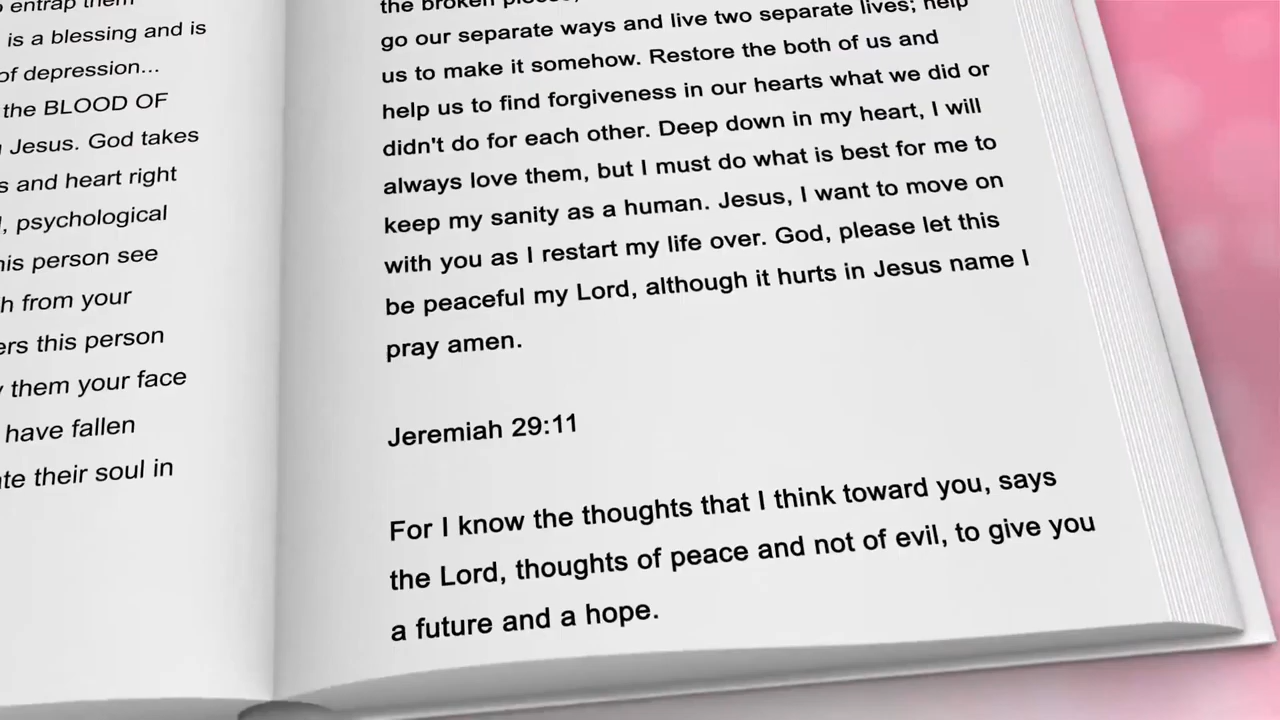 entrap them
is a blessing and is
of depression...
the BLOOD OF
Jesus. God takes
and heart right
psychological
person see
from your
this person
them your face
have fallen
their soul in
the broken
go our separate ways and live two separate lives; help
us to make it somehow. Restore the both of us and
help us to find forgiveness in our hearts what we did or
didn't do for each other. Deep down in my heart, I will
always love them, but I must do what is best for me to
keep my sanity as a human. Jesus, I want to move on
with you as I restart my life over. God, please let this
be peaceful my Lord, although it hurts in Jesus name I
pray amen.
Jeremiah 29:11
For I know the thoughts that I think toward you, says
the Lord, thoughts of peace and not of evil, to give you
a future and a hope.